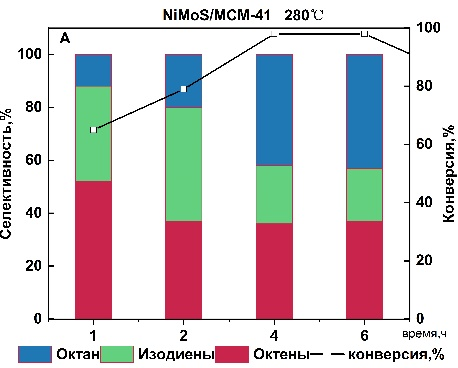 NiMoS/MCM-41 280℃
A
Селективность,%
100
80
60
40
20
0
100
80
60
40
20
0
Конверсия,%
1 2 4 6 время,ч
Октан Изодиены Октены конверсия,%